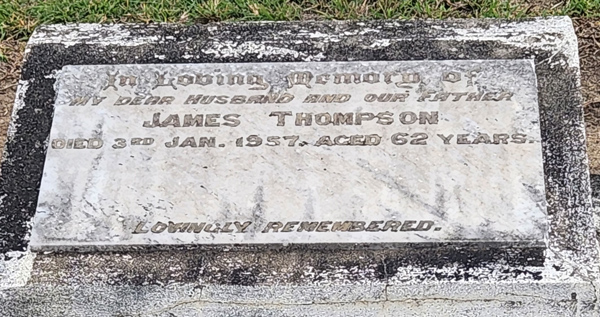 In Loving Memory of
MY DEAR HUSBAND AND OUR FATHER
JAMES THOMPSON
DIED 3RD JAN. 1957, AGED 62 YEARS.
LOVINGLY REMEMBERED.